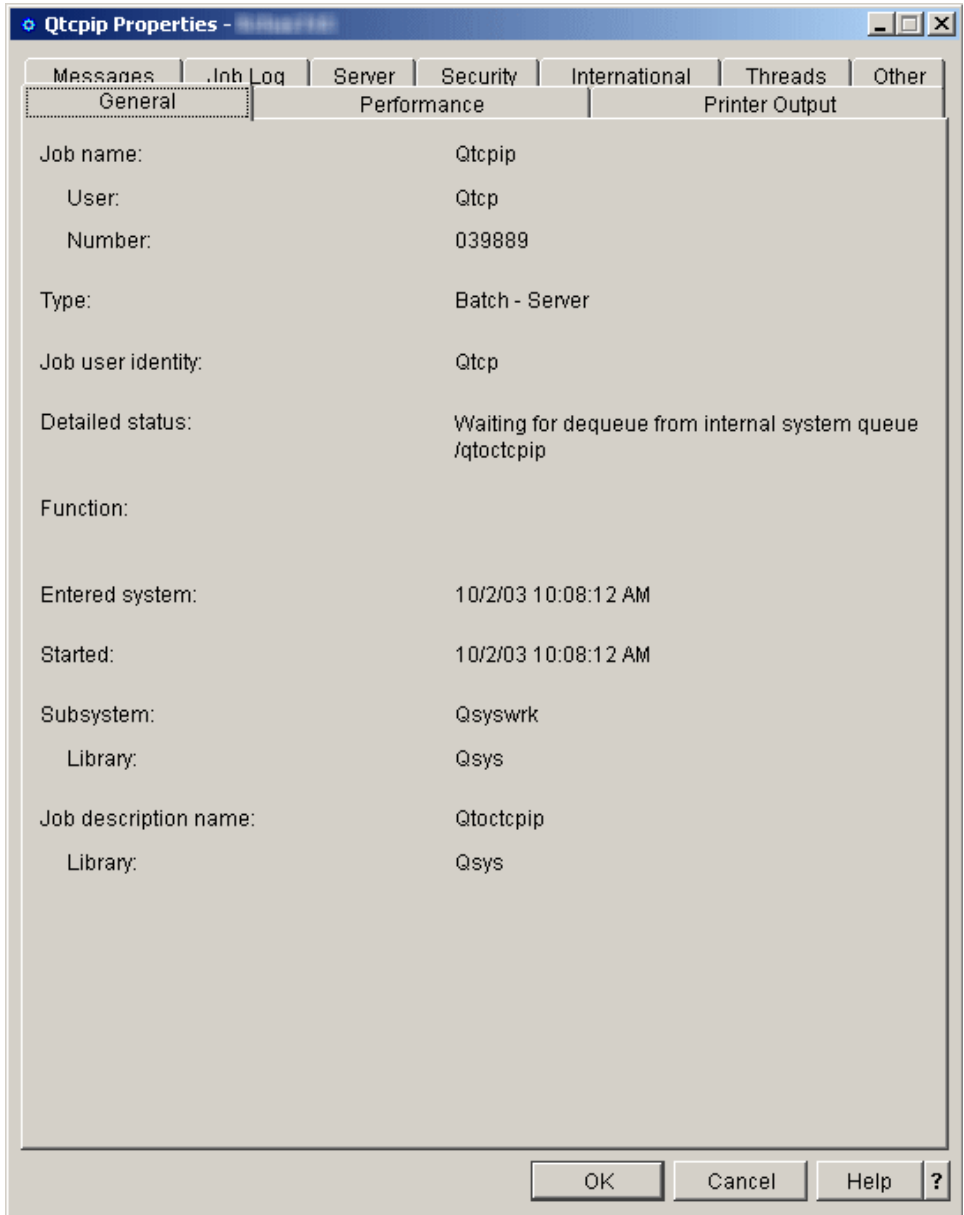 Qtcpip Properties -
Messages Job Log Server Security International Threads Other
General Performance Printer Output
Job name: Qtcpip
User: Qtcp
Number: 039889
Type: Batch - Server
Job user identity: Qtcp
Detailed status: Waiting for dequeue from internal system queue
/qtoctcpip
Function:
Entered system: 10/2/03 10:08:12 AM
Started: 10/2/03 10:08:12 AM
Subsystem: Qsyswrk
Library: Qsys
Job description name: Qtoctcpip
Library: Qsys
OK Cancel Help ?